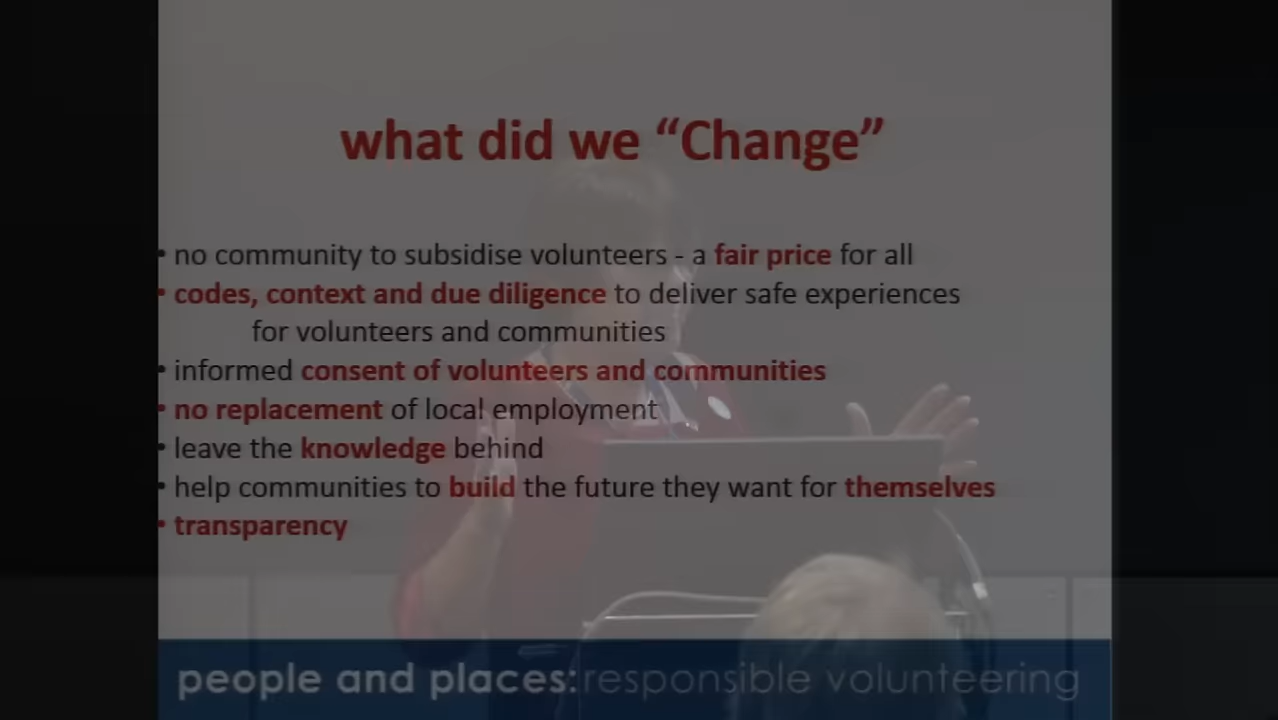 what did we “Change”
• no community to subsidise volunteers - a fair price for all
• codes, context and due diligence to deliver safe experiences
for volunteers and communities
• informed consent of volunteers and communities
• no replacement of local employment
• leave the knowledge behind
• help communities to build the future they want for themselves
• transparency
people and places: responsible volunteering